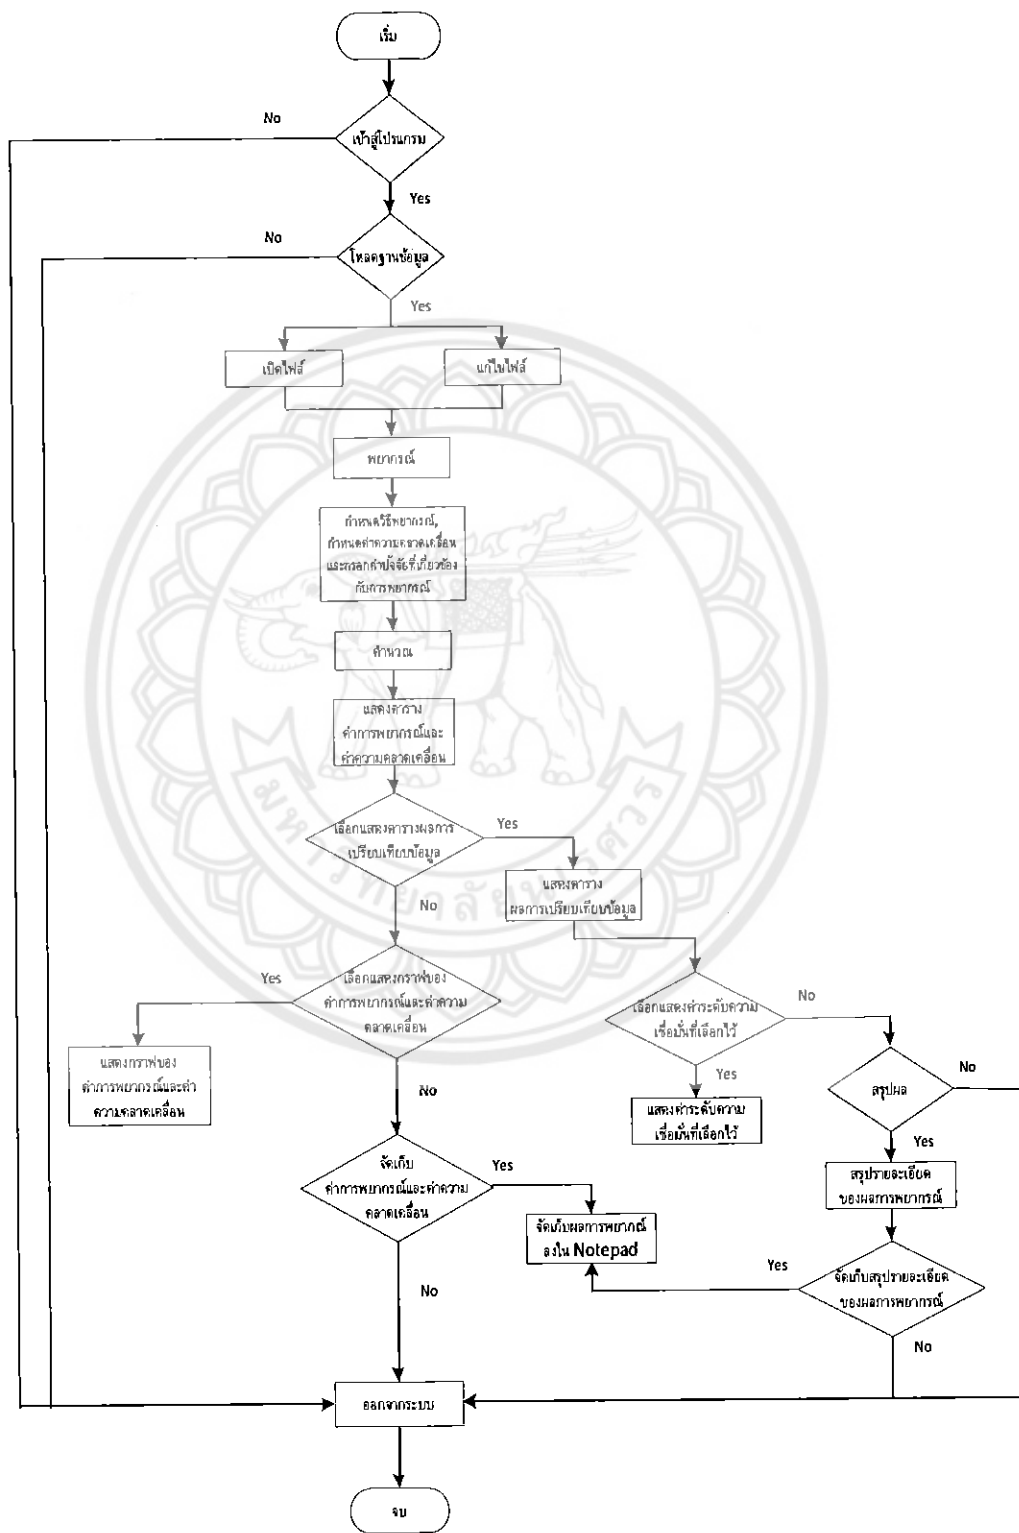 เริ่ม
No
เข้าสู่โปรแกรม
Yes
No
โหลดฐานข้อมูล
Yes
เปิดไฟล์
แก้ไขไฟล์
พยากรณ์
กำหนดวิธีพยากรณ์,
กำหนดค่าความคลาดเคลื่อน
และกรอกค่าปัจจัยที่เกี่ยวข้อง
กับการพยากรณ์
คำนวณ
แสดงตาราง
ค่าการพยากรณ์และ
ค่าความคลาดเคลื่อน
เลือกแสดงตารางผลการ
เปรียบเทียบข้อมูล
Yes
แสดงตาราง
ผลการเปรียบเทียบข้อมูล
No
มหาวิทยาลัยนเรศวร
Yes
เลือกแสดงกราฟของ
ค่าการพยากรณ์และค่าความ
คลาดเคลื่อน
เลือกแสดงค่าระดับความ
เชื่อมั่นที่เลือกไว้
No
แสดงกราฟของ
ค่าการพยากรณ์และค่า
ความคลาดเคลื่อน
No
Yes
แสดงค่าระดับความ
เชื่อมั่นที่เลือกไว้
สรุปผล
No
Yes
จัดเก็บ
ค่าการพยากรณ์และค่าความ
คลาดเคลื่อน
Yes
สรุปรายละเอียด
ของผลการพยากรณ์
จัดเก็บผลการพยากณ์
ลงใน Notepad
Yes
จัดเก็บสรุปรายละเอียด
ของผลการพยากรณ์
No
No
ออกจากระบบ
จบ